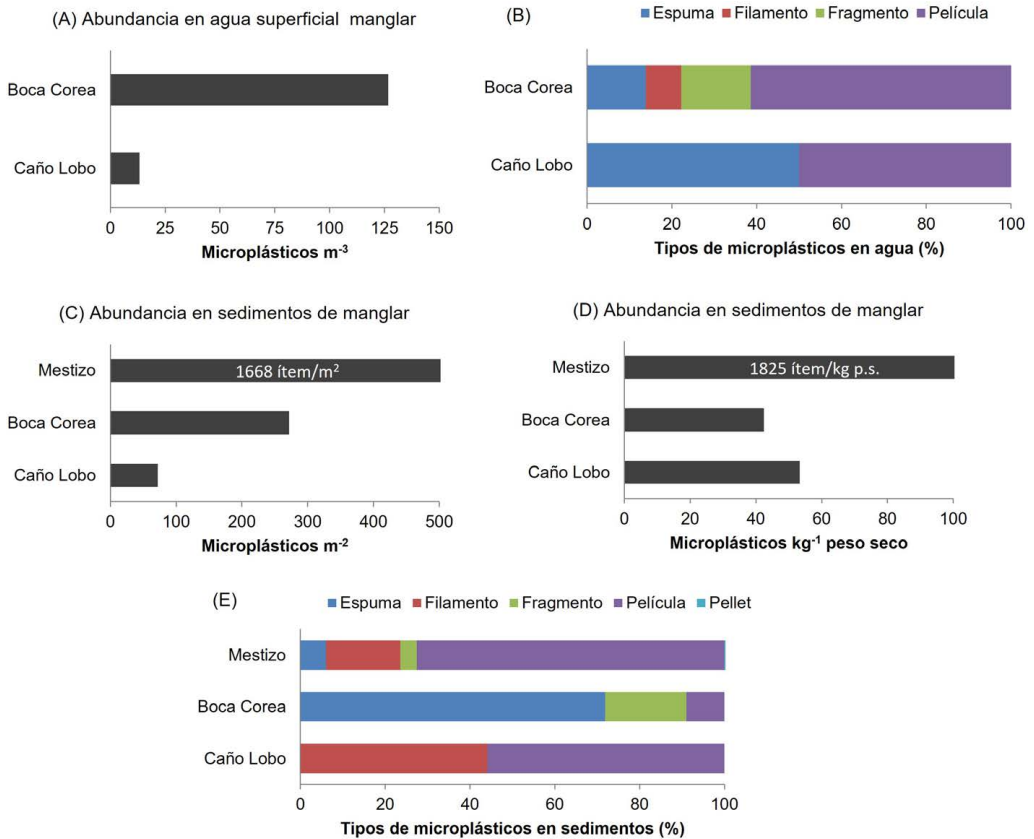 (A) Abundancia en agua superficial manglar
Boca Corea
Caño Lobo
0 25 50 75 100 125 150
Microplásticos m-3
(B)
Espuma Filamento Fragmento Película
Boca Corea
Caño Lobo
0 20 40 60 80 100
Tipos de microplásticos en agua (%)
(C) Abundancia en sedimentos de manglar
Mestizo
1668 ítem/m2
Boca Corea
Caño Lobo
0 100 200 300 400 500
Microplásticos m-2
(D) Abundancia en sedimentos de manglar
Mestizo
1825 ítem/kg p.s.
Boca Corea
Caño Lobo
0 20 40 60 80 100
Microplásticos kg-1 peso seco
(E)
Espuma Filamento Fragmento Película Pellet
Mestizo
Boca Corea
Caño Lobo
0 20 40 60 80 100
Tipos de microplásticos en sedimentos (%)